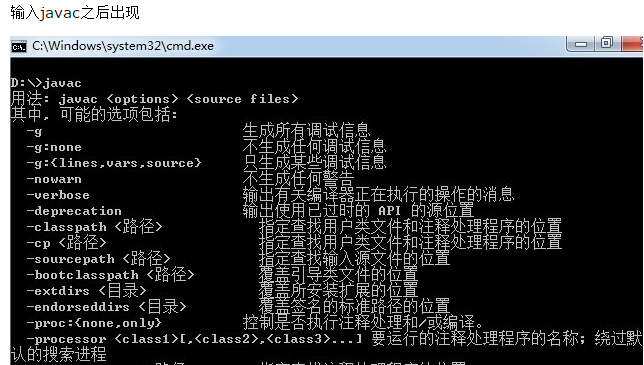 输入javac之后出现
C:\Windows\system32\cmd.exe
D:\>javac
用法: javac <options> <source files>
其中, 可能的选项包括:
-g 生成所有调试信息
-g:none 不生成任何调试信息
-g:{lines,vars,source} 只生成某些调试信息
-nowarn 不生成任何警告
-verbose 输出有关编译器正在执行的操作的消息
-deprecation 输出使用已过时的 API 的源位置
-classpath <路径> 指定查找用户类文件和注释处理程序的位置
-cp <路径> 指定查找用户类文件和注释处理程序的位置
-sourcepath <路径> 指定查找输入源文件的位置
-bootclasspath <路径> 覆盖引导类文件的位置
-extdirs <目录> 覆盖所安装扩展的位置
-endorseddirs <目录> 覆盖签名的标准路径的位置
-proc:{none,only} 控制是否执行注释处理和/或编译。
-processor <class1>[,<class2>,<class3>...] 要运行的注释处理程序的名称; 绕过默
认的搜索进程